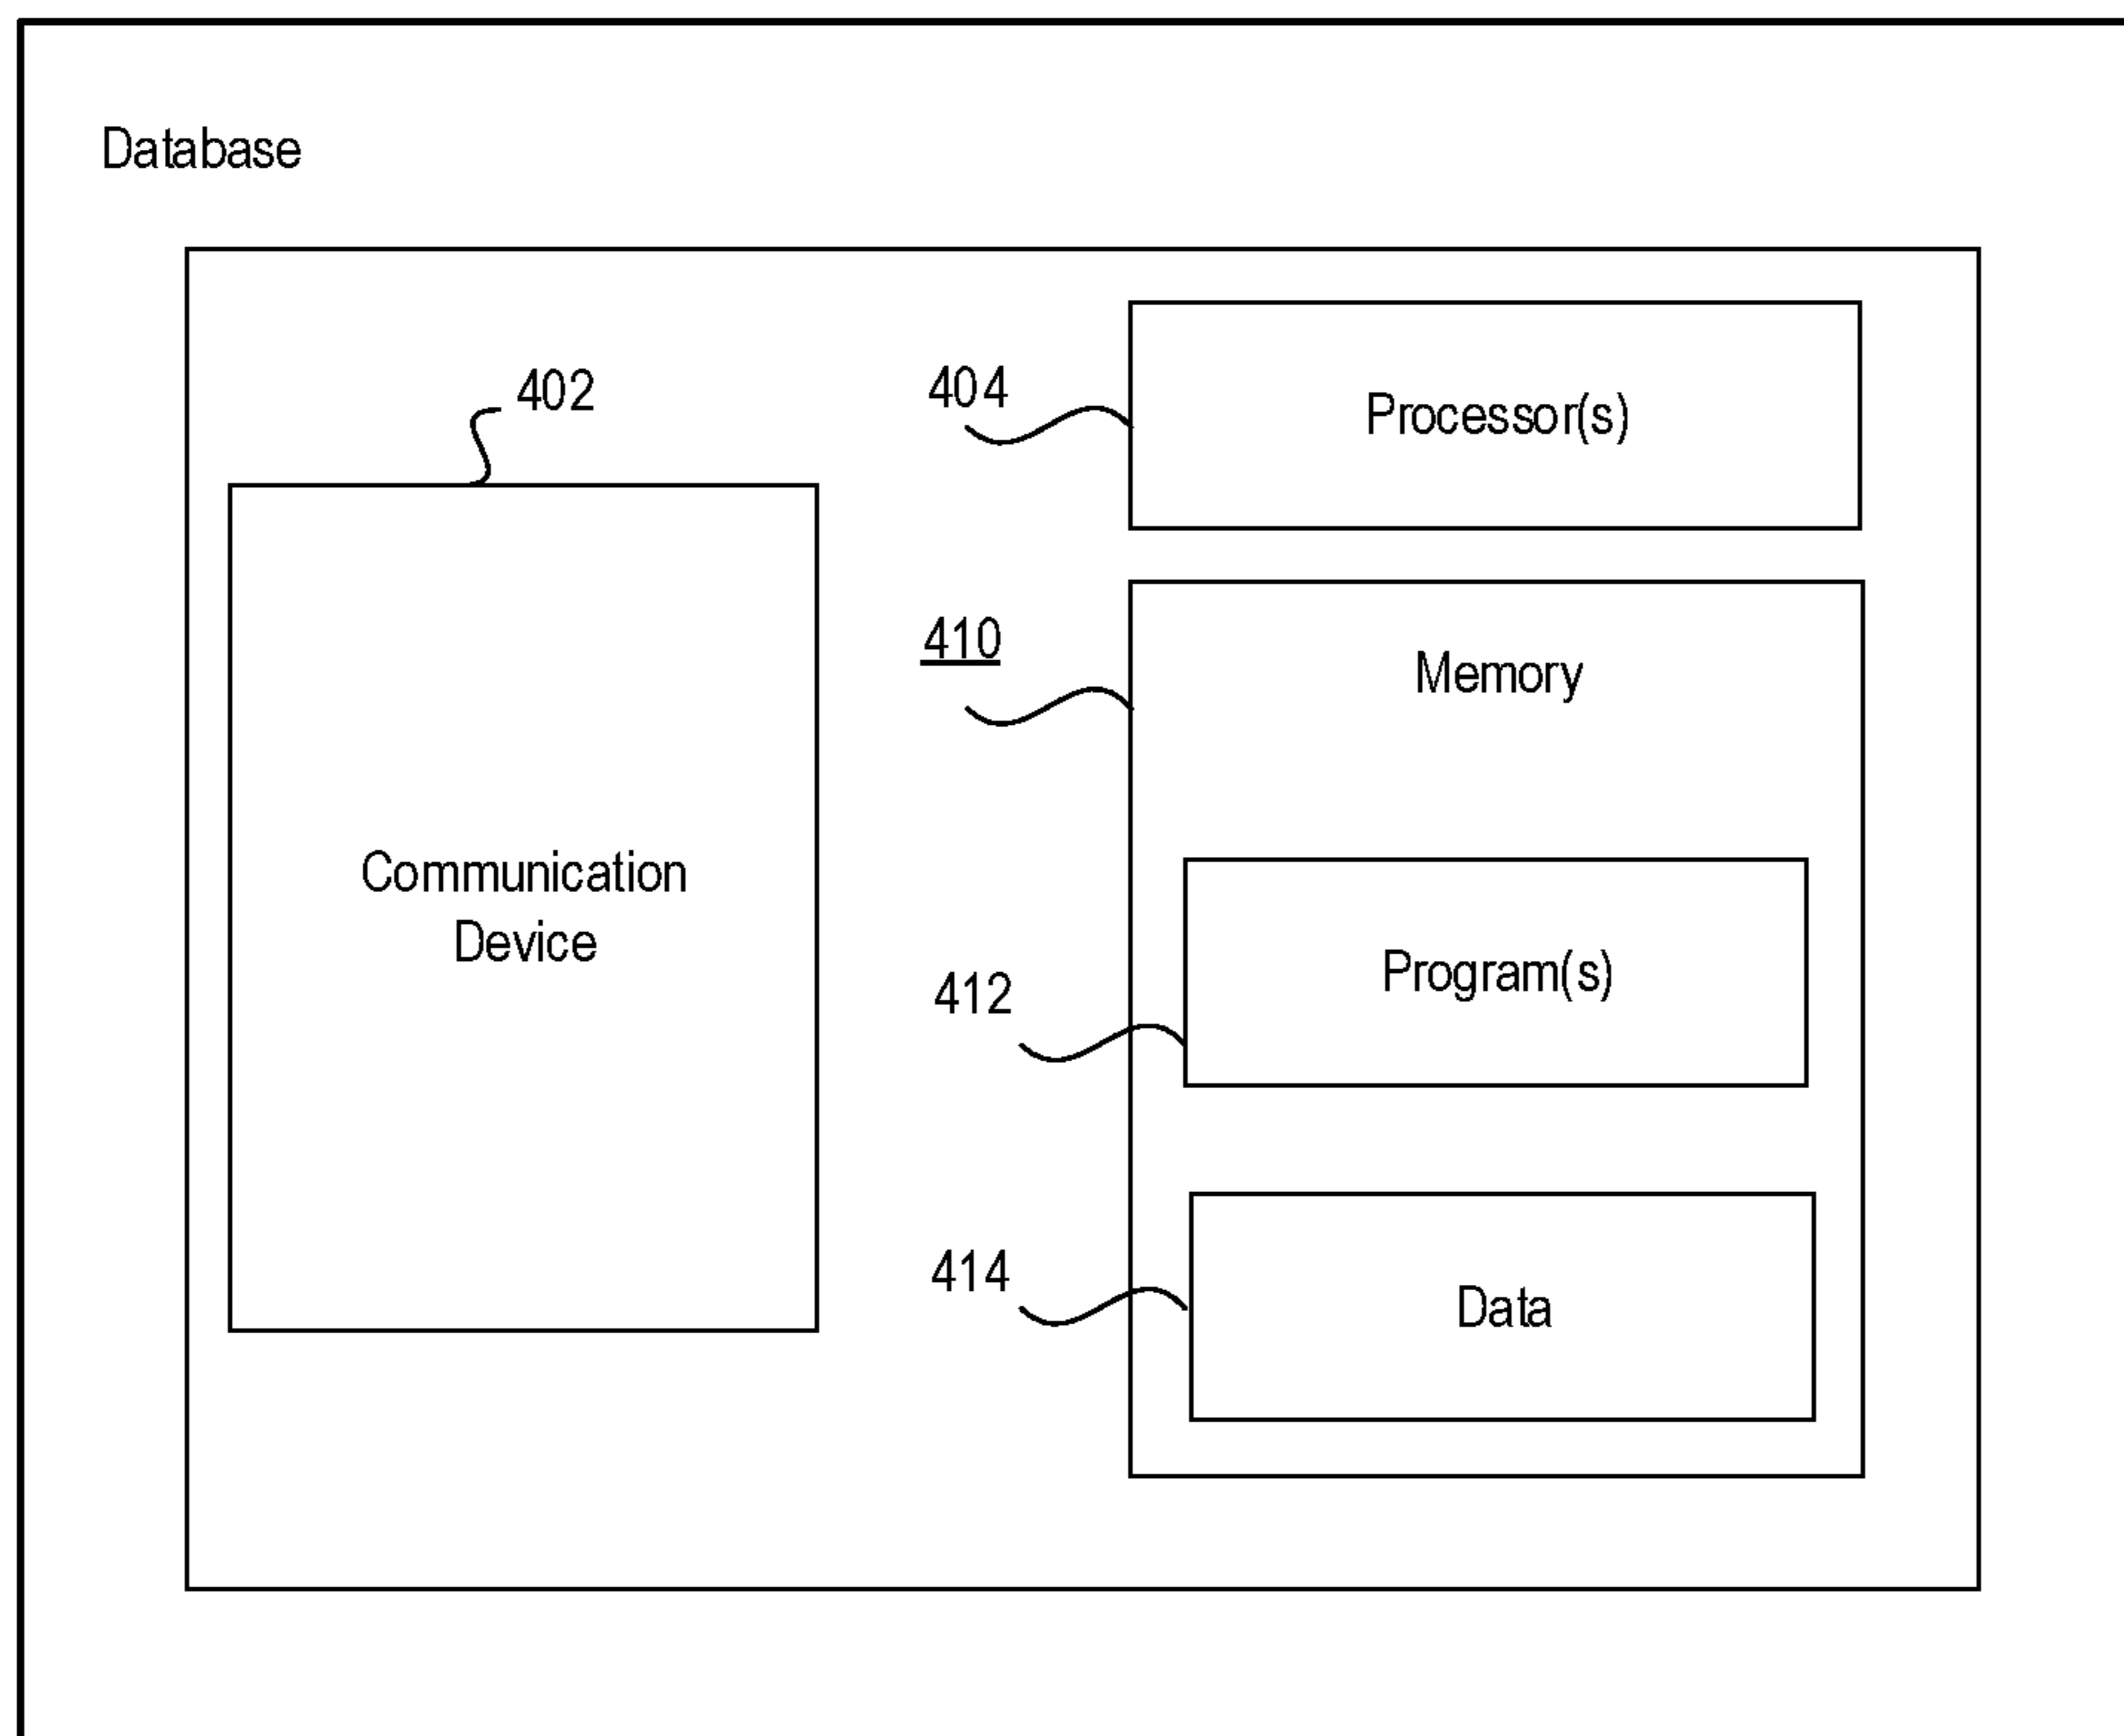 Database
402
404
Processor(s)
410
Memory
Communication
Device
412
Program(s)
414
Data